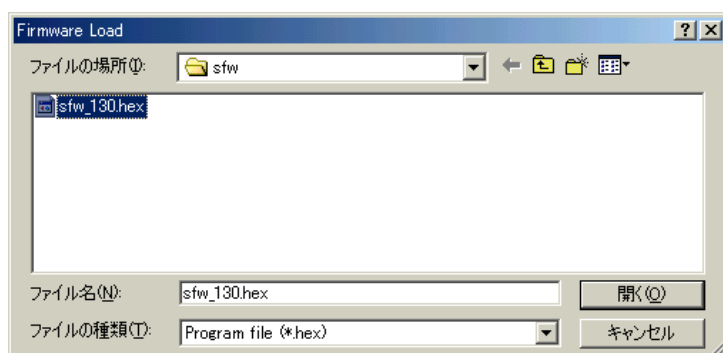 Firmware Load
ファイルの場所(I): sfw
sfw_130.hex
ファイル名(N): sfw_130.hex 開く(O)
ファイルの種類(T): Program file (*.hex) キャンセル